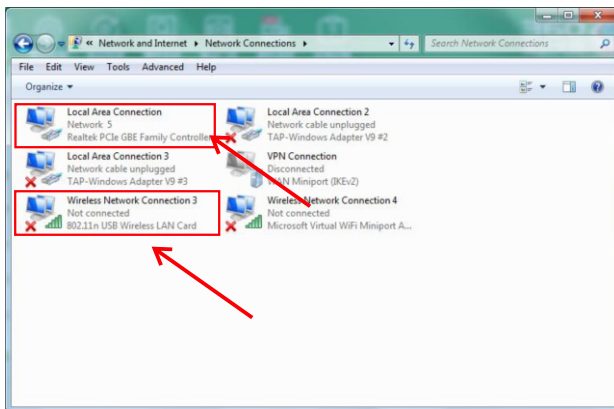 Network and Internet Network Connections Search Network Connections
File Edit View Tools Advanced Help
Organize
Local Area Connection
Network 5
Realtek PCIe GBE Family Controller
Local Area Connection 2
Network cable unplugged
TAP-Windows Adapter V9 #2
Local Area Connection 3
Network cable unplugged
TAP-Windows Adapter V9 #3
VPN Connection
Disconnected
WAN Miniport (IKEv2)
Wireless Network Connection 3
Not connected
802.11n USB Wireless LAN Card
Wireless Network Connection 4
Not connected
Microsoft Virtual WiFi Miniport A...